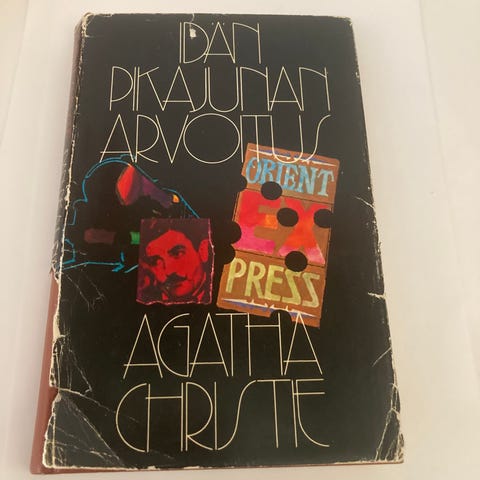 IDÄN
PIKAJUNAN
ARVOITUS
ORIENT
EX
PRESS
AGATHA
CHRISTIE